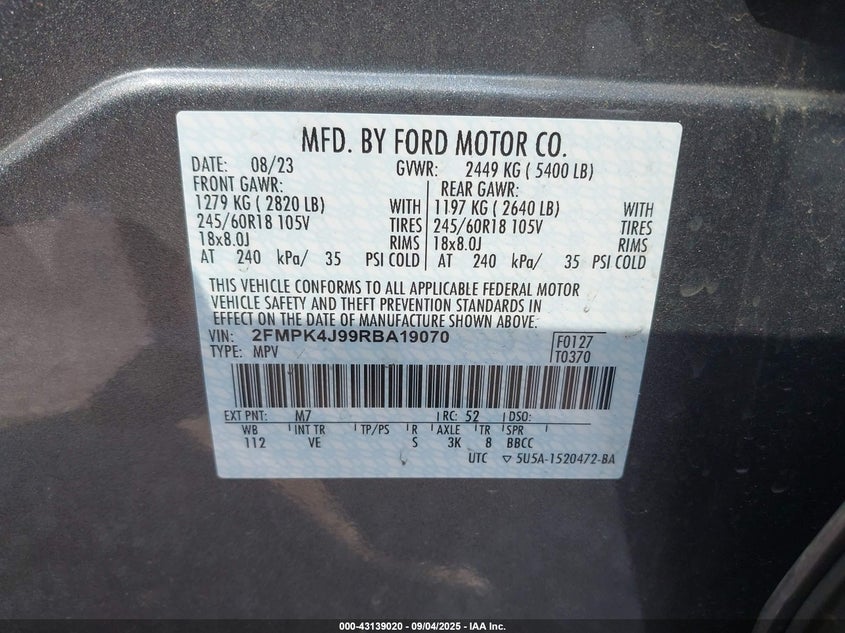 MFD. BY FORD MOTOR CO.
DATE: 08/23 GVWR: 2449 KG ( 5400 LB)
FRONT GAWR: REAR GAWR:
1279 KG ( 2820 LB) WITH 1197 KG ( 2640 LB) WITH
245/60R18 105V TIRES 245/60R18 105V TIRES
18x8.0J RIMS 18x8.0J RIMS
AT 240 kPa/ 35 PSI COLD AT 240 kPa/ 35 PSI COLD
THIS VEHICLE CONFORMS TO ALL APPLICABLE FEDERAL MOTOR
VEHICLE SAFETY AND THEFT PREVENTION STANDARDS IN
EFFECT ON THE DATE OF MANUFACTURE SHOWN ABOVE.
VIN: 2FMPK4J99RBA19070 F0127
TYPE: MPV T0370
EXT PNT: M7 RC: 52 DSO:
WB INT TR TP/PS R AXLE TR SPR
112 VE S 3K 8 BBCC
UTC ▽ 5U5A-1520472-BA
000-43139020 - 09/04/2025 - IAA Inc.